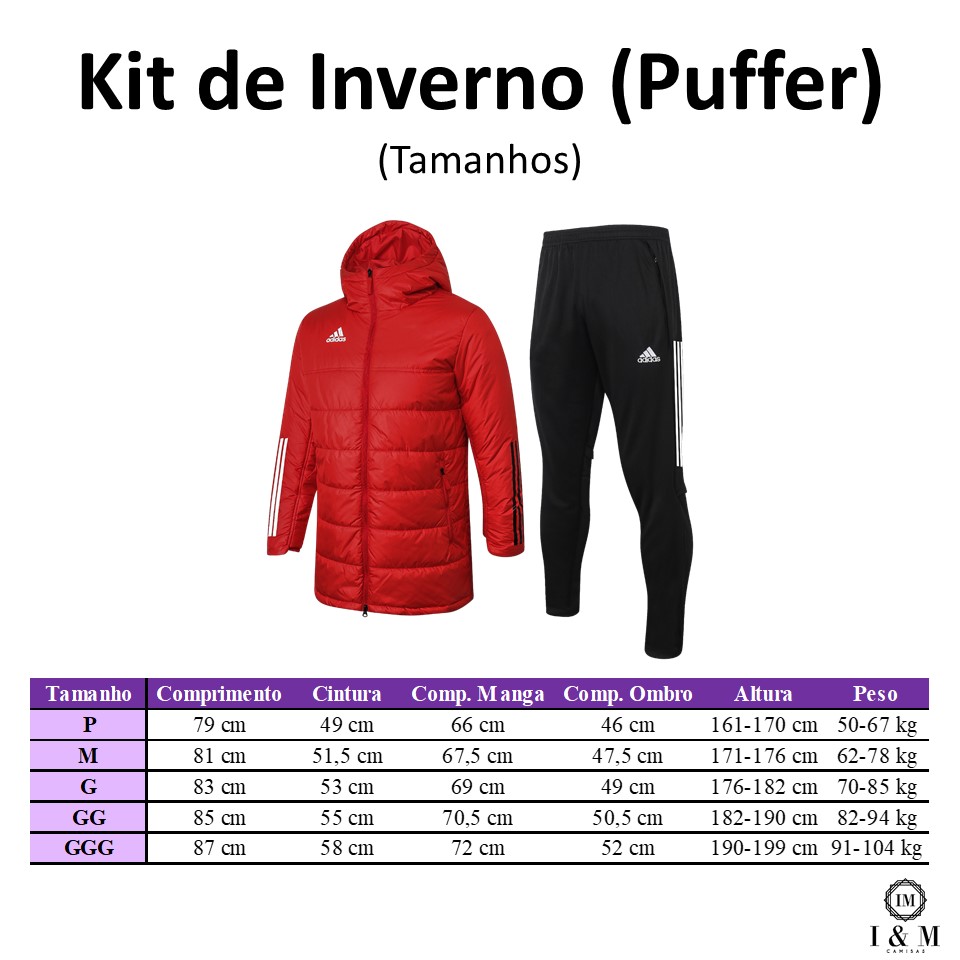 Kit de Inverno (Puffer)
(Tamanhos)
adidas
adidas
Tamanho Comprimento Cintura Comp. Manga Comp. Ombro Altura Peso
P 79 cm 49 cm 66 cm 46 cm 161-170 cm 50-67 kg
M 81 cm 51,5 cm 67,5 cm 47,5 cm 171-176 cm 62-78 kg
G 83 cm 53 cm 69 cm 49 cm 176-182 cm 70-85 kg
GG 85 cm 55 cm 70,5 cm 50,5 cm 182-190 cm 82-94 kg
GGG 87 cm 58 cm 72 cm 52 cm 190-199 cm 91-104 kg
IM
I & M
CAMISAS